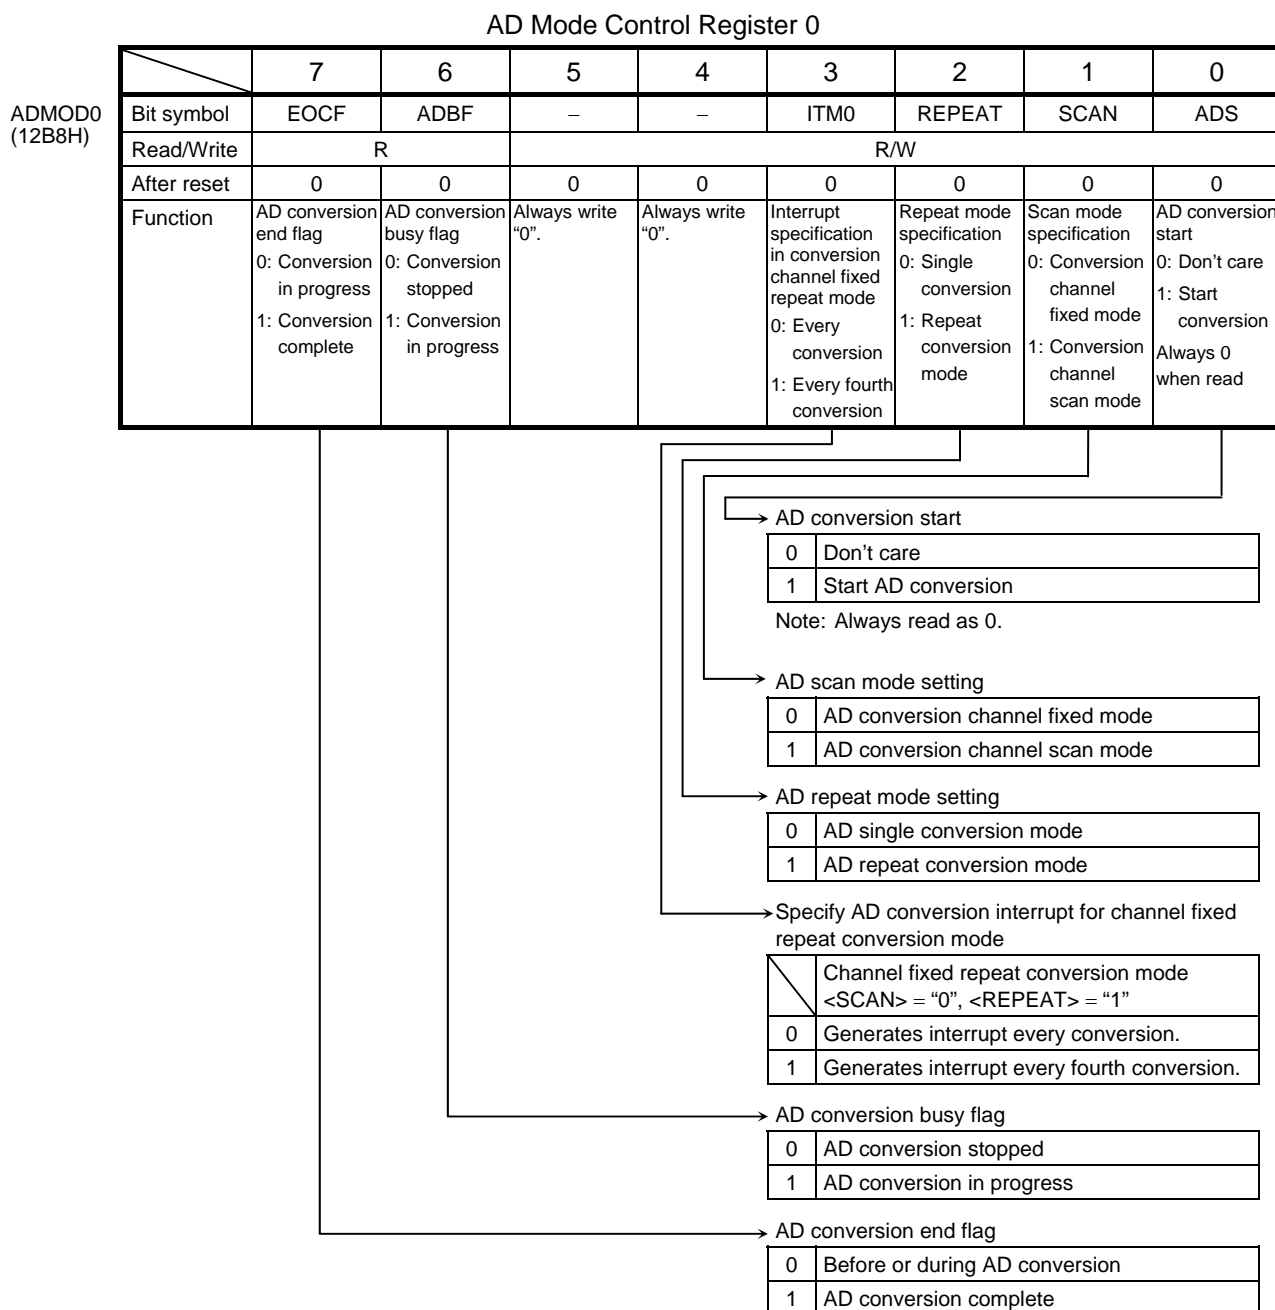 AD Mode Control Register 0
7 6 5 4 3 2 1 0
ADMOD0
(12B8H)
Bit symbol EOCF ADBF − − ITM0 REPEAT SCAN ADS
Read/Write R R/W
After reset 0 0 0 0 0 0 0 0
Function
AD conversion
end flag
0: Conversion
in progress
1: Conversion
complete
AD conversion
busy flag
0: Conversion
stopped
1: Conversion
in progress
Always write
“0”.
Always write
“0”.
Interrupt
specification
in conversion
channel fixed
repeat mode
0: Every
conversion
1: Every fourth
conversion
Repeat mode
specification
0: Single
conversion
1: Repeat
conversion
mode
Scan mode
specification
0: Conversion
channel
fixed mode
1: Conversion
channel
scan mode
AD conversion
start
0: Don’t care
1: Start
conversion
Always 0
when read
AD conversion start
0 Don’t care
1 Start AD conversion
Note: Always read as 0.
AD scan mode setting
0 AD conversion channel fixed mode
1 AD conversion channel scan mode
AD repeat mode setting
0 AD single conversion mode
1 AD repeat conversion mode
Specify AD conversion interrupt for channel fixed
repeat conversion mode
Channel fixed repeat conversion mode
<SCAN> = “0”, <REPEAT> = “1”
0 Generates interrupt every conversion.
1 Generates interrupt every fourth conversion.
AD conversion busy flag
0 AD conversion stopped
1 AD conversion in progress
AD conversion end flag
0 Before or during AD conversion
1 AD conversion complete